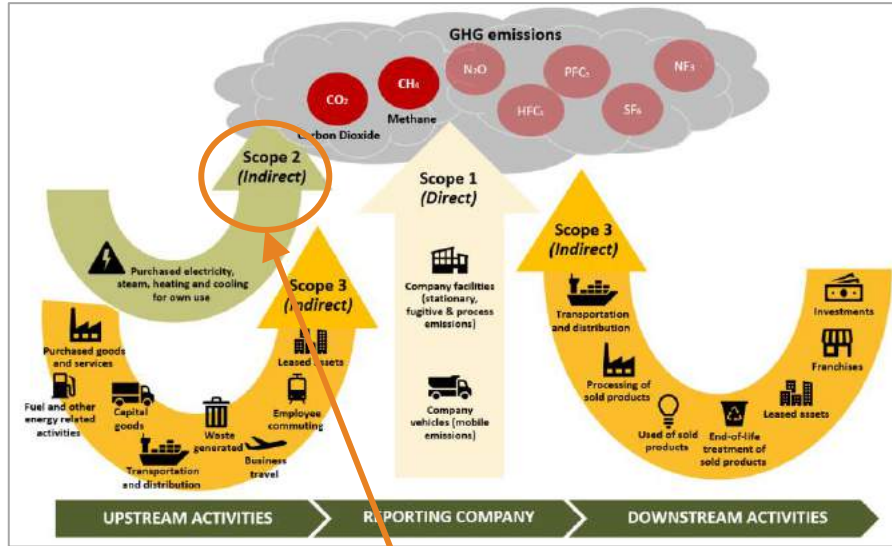 GHG emissions
CO₂
Carbon Dioxide
CH₄
Methane
N₂O
HFCₛ
PFCₛ
SF₆
NF₃
Scope 2
(Indirect)
Purchased electricity,
steam, heating and cooling
for own use
Scope 3
(Indirect)
Purchased goods
and services
Fuel and other
energy related
activities
Capital
goods
Transportation
and distribution
Waste
generated
Business
travel
Employee
commuting
Leased assets
Scope 1
(Direct)
Company facilities
(stationary,
fugitive & process
emissions)
Company
vehicles (mobile
emissions)
Scope 3
(Indirect)
Transportation
and distribution
Processing of
sold products
Used of sold
products
End-of-life
treatment of
sold products
Leased assets
Franchises
Investments
UPSTREAM ACTIVITIES
REPORTING COMPANY
DOWNSTREAM ACTIVITIES